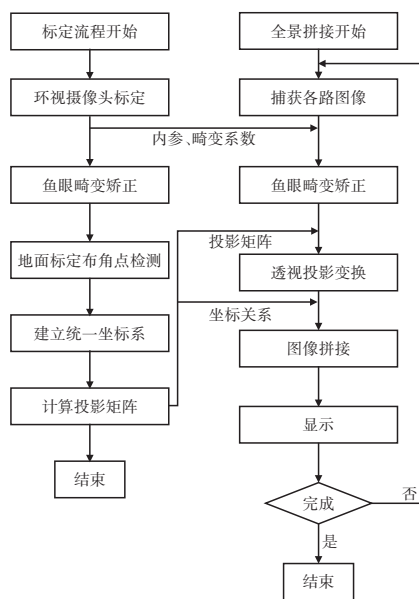 标定流程开始
全景拼接开始
环视摄像头标定
捕获各路图像
内参、畸变系数
鱼眼畸变矫正
鱼眼畸变矫正
投影矩阵
地面标定布角点检测
透视投影变换
坐标关系
建立统一坐标系
图像拼接
计算投影矩阵
显示
结束
完成
否
是
结束